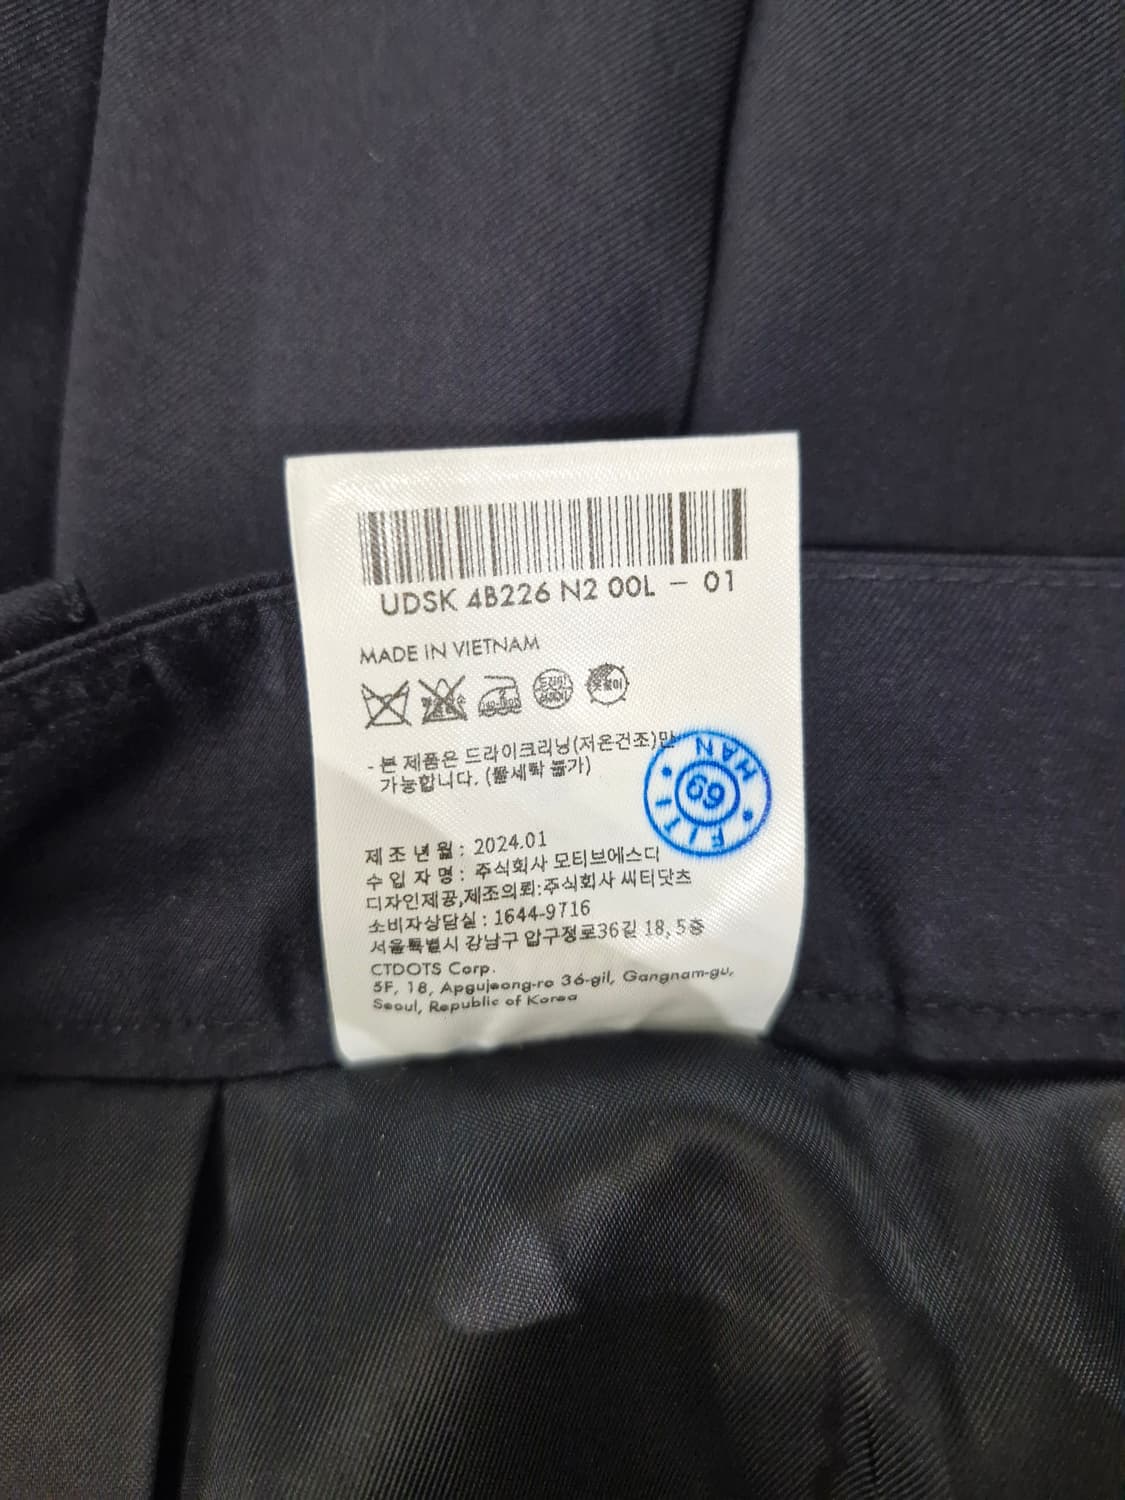 UDSK 4B226 N2 00L - 01
MADE IN VIETNAM
- 본 제품은 드라이크리닝(저온건조)만
가능합니다. (물세탁 불가)
FITI
HAN
69
제 조 년 월 : 2024.01
수 입 자 명 : 주식회사 모티브에스디
디자인제공,제조의뢰:주식회사 씨티닷츠
소비자상담실 : 1644-9716
서울특별시 강남구 압구정로36길 18, 5층
CTDOTS Corp.
5F, 18, Apgujeong-ro 36-gil, Gangnam-gu,
Seoul, Republic of Korea